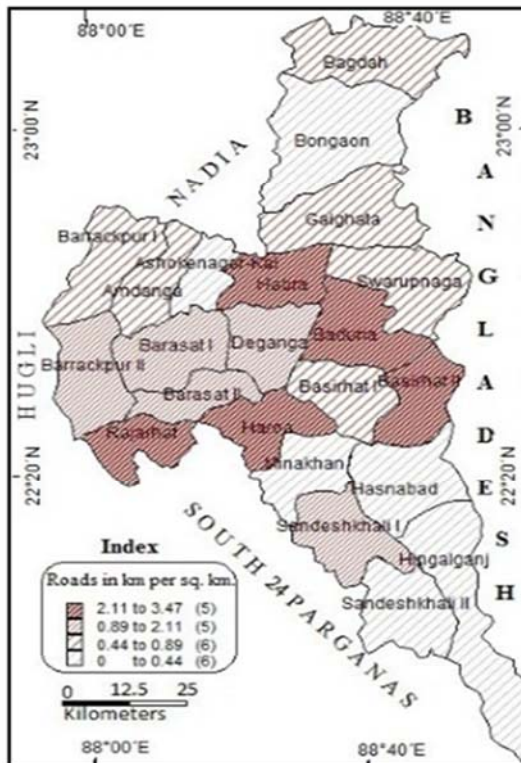 88°00´E 88°40´E
Bagdah
23°00´N
B
Bongaon
23°00´N
NADIA
A
N
Gaighata
Barrackpur I
Ashokenagar-Kal
Habra
Swarupnaga
G
Amdanga
L
Baduria
Barasat I
Deganga
HUGLI
Barrackpur II
Barasat II
Basirhat I
Basirhat II
A
Rajarhat
Haroa
D
22°20´N
Minakhan
Hasnabad
E
22°20´N
Sandeshkhali I
S
Hingalganj
Sandeshkhali II
H
SOUTH 24 PARGANAS
Index
Roads in km per sq. km.
2.11 to 3.47 (5)
0.89 to 2.11 (5)
0.44 to 0.89 (6)
0 to 0.44 (6)
0 12.5 25
Kilometers
88°00´E 88°40´E